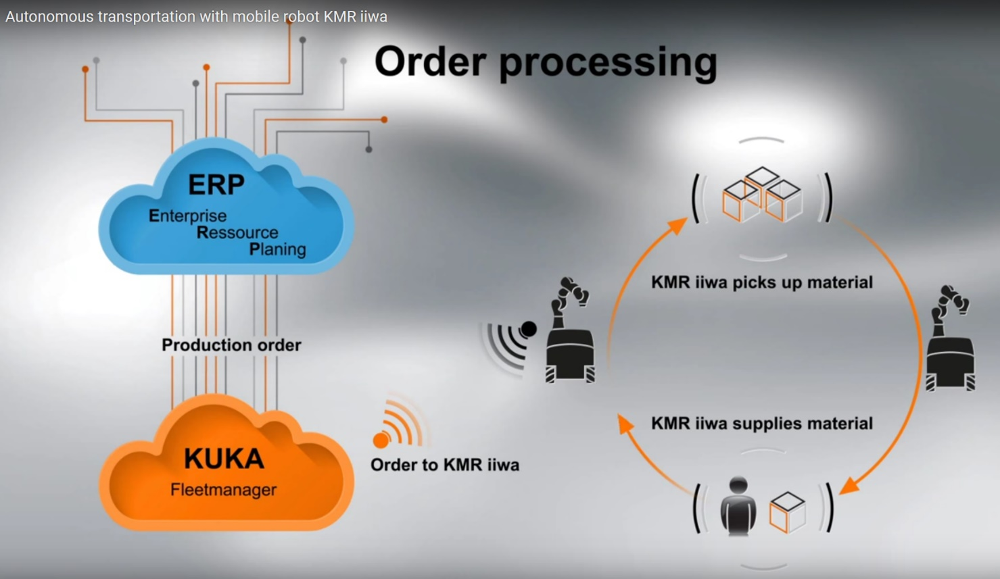 Autonomous transportation with mobile robot KMR iiwa
Order processing
ERP
Enterprise
Ressource
Planing
Production order
KUKA
Fleetmanager
Order to KMR iiwa
KMR iiwa picks up material
KMR iiwa supplies material